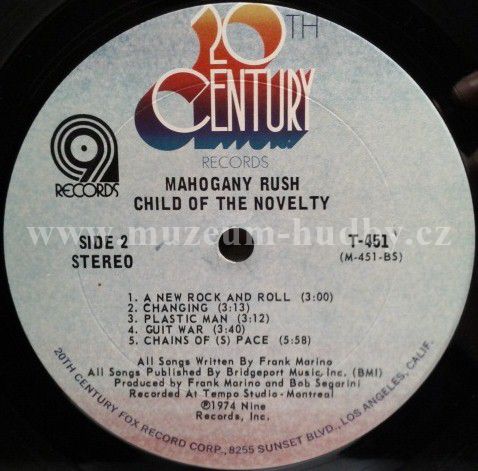 20TH
CENTURY
RECORDS
9
RECORDS
MAHOGANY RUSH
CHILD OF THE NOVELTY
www.muzeum-hudby.cz
SIDE 2
STEREO
T-451
(M-451-BS)
1. A NEW ROCK AND ROLL (3:00)
2. CHANGING (3:13)
3. PLASTIC MAN (3:12)
4. GUIT WAR (3:40)
5. CHAINS OF (S) PACE (5:58)
All Songs Written By Frank Marino
All Songs Published By Bridgeport Music, Inc. (BMI)
Produced by Frank Marino and Bob Segarini
Recorded At Tempo Studio - Montreal
℗1974 Nine
Records, Inc.
20TH CENTURY FOX RECORD CORP., 8255 SUNSET BLVD., LOS ANGELES, CALIF.